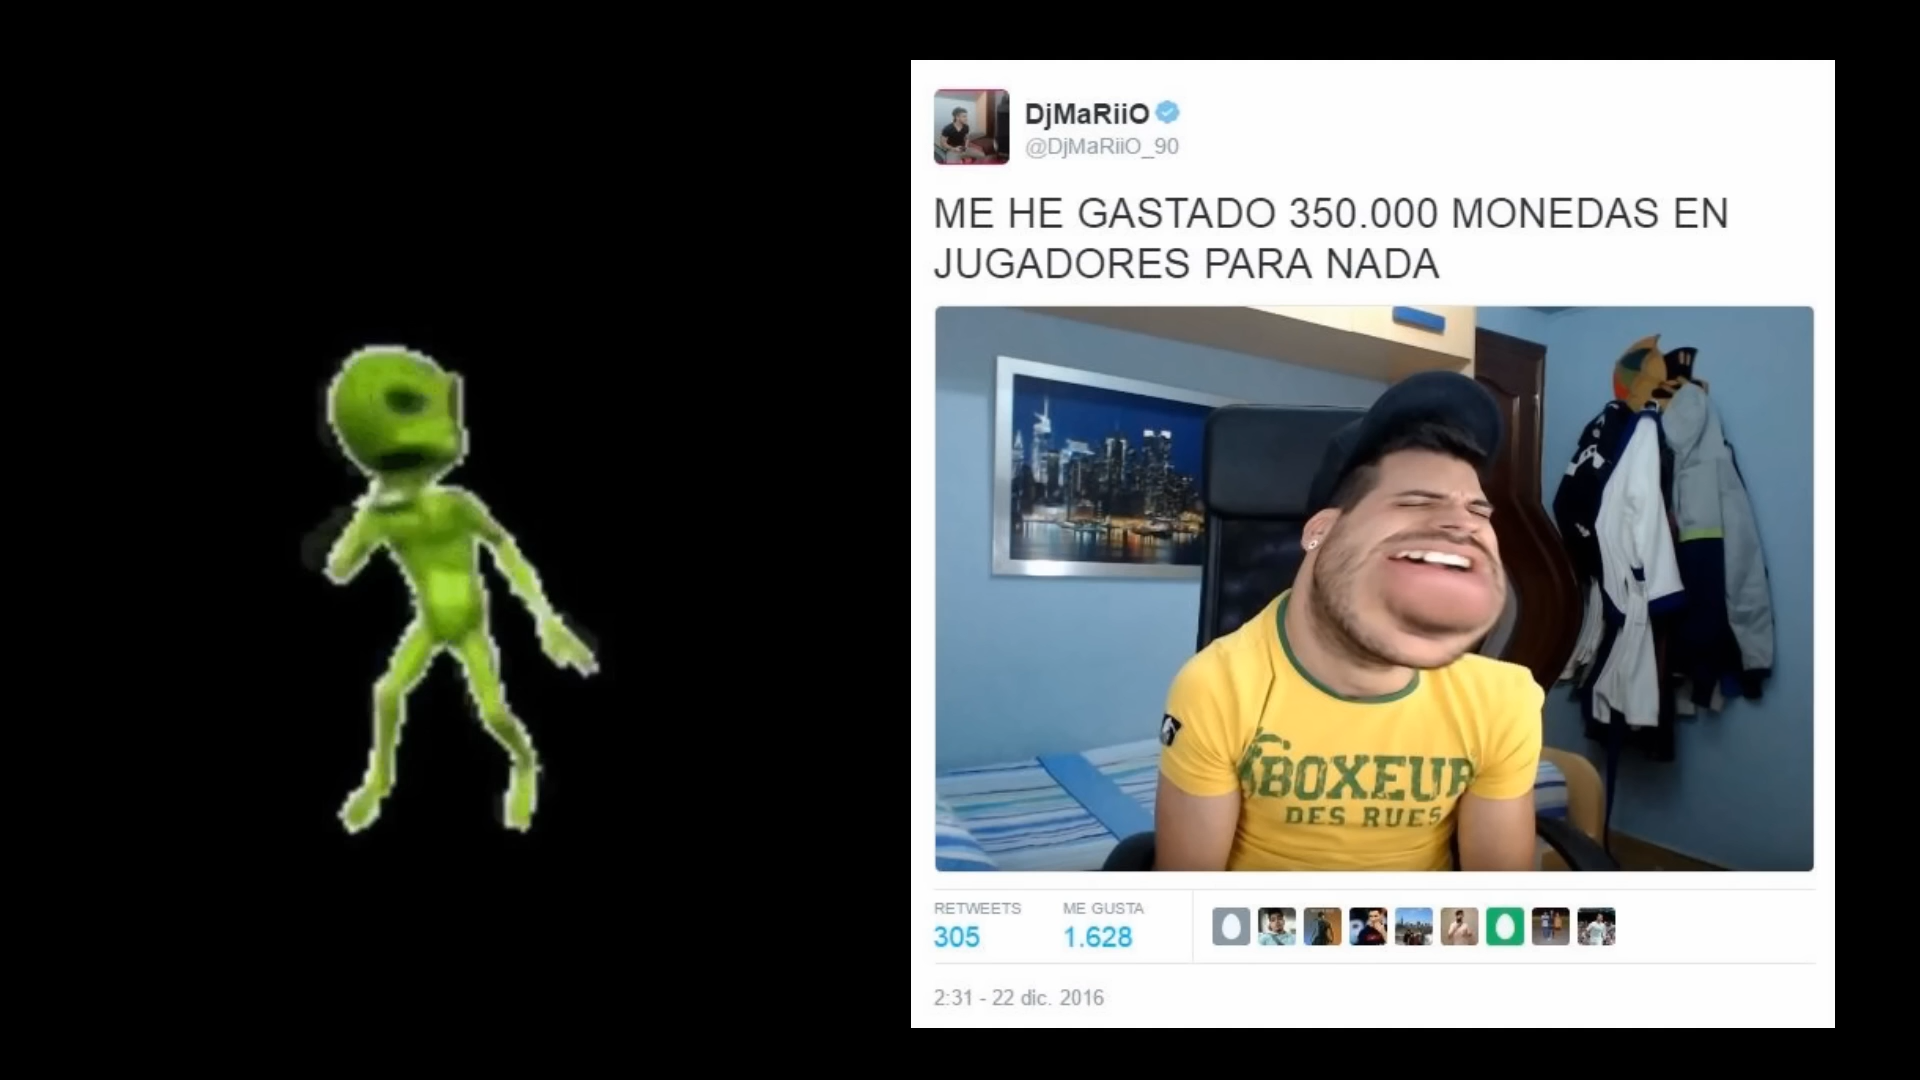 DjMaRiiO
@DjMaRiiO_90
ME HE GASTADO 350.000 MONEDAS EN
JUGADORES PARA NADA
BOXEUR
DES RUES
RETWEETS
ME GUSTA
305
1.628
2:31 - 22 dic. 2016